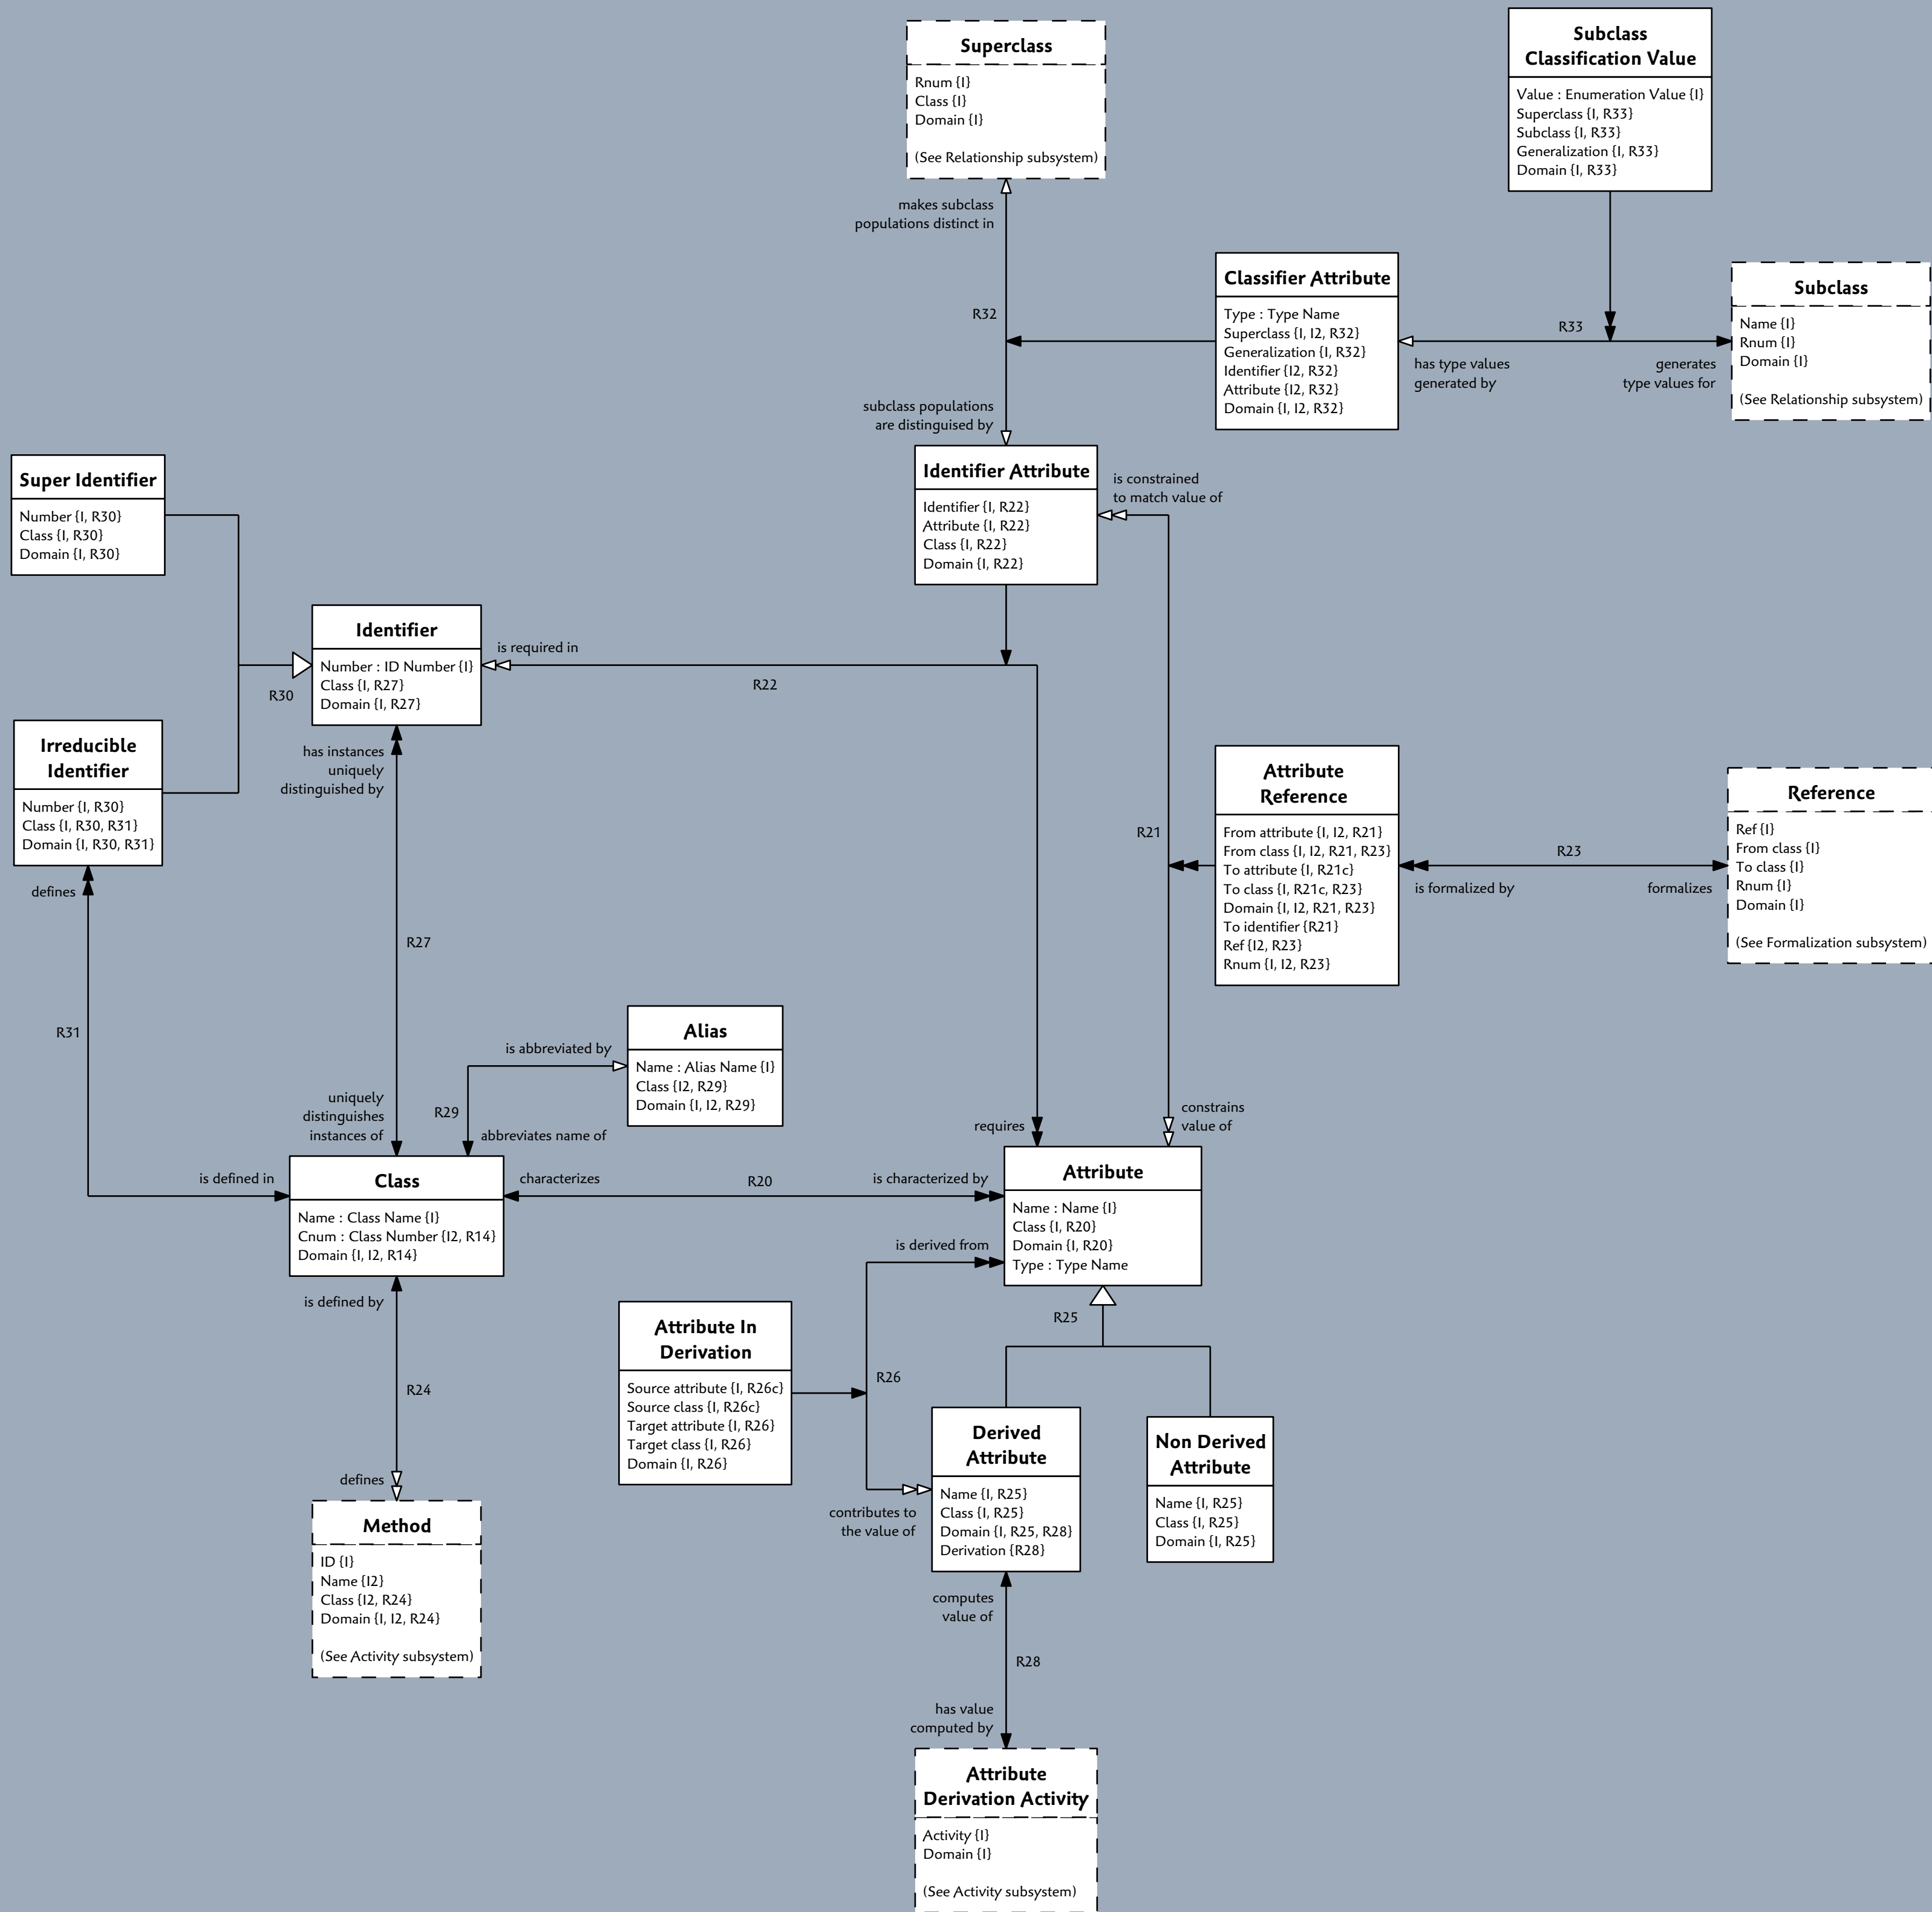 Superclass
Rnum {I}
Class {I}
Domain {I}
(See Relationship subsystem)
Subclass
Classification Value
Value : Enumeration Value {I}
Superclass {I, R33}
Subclass {I, R33}
Generalization {I, R33}
Domain {I, R33}
makes subclass
populations distinct in
R32
subclass populations
are distinguised by
Classifier Attribute
Type : Type Name
Superclass {I, I2, R32}
Generalization {I, R32}
Identifier {I2, R32}
Attribute {I2, R32}
Domain {I, I2, R32}
R33
has type values
generated by
generates
type values for
Subclass
Name {I}
Rnum {I}
Domain {I}
(See Relationship subsystem)
Super Identifier
Number {I, R30}
Class {I, R30}
Domain {I, R30}
Identifier Attribute
Identifier {I, R22}
Attribute {I, R22}
Class {I, R22}
Domain {I, R22}
is constrained
to match value of
Identifier
Number : ID Number {I}
Class {I, R27}
Domain {I, R27}
R30
is required in
R22
Irreducible
Identifier
Number {I, R30}
Class {I, R30, R31}
Domain {I, R30, R31}
has instances
uniquely
distinguished by
defines
R27
R31
R21
Attribute
Reference
From attribute {I, I2, R21}
From class {I, I2, R21, R23}
To attribute {I, R21c}
To class {I, R21c, R23}
Domain {I, I2, R21, R23}
To identifier {R21}
Ref {I2, R23}
Rnum {I, I2, R23}
R23
is formalized by
formalizes
Reference
Ref {I}
From class {I}
To class {I}
Rnum {I}
Domain {I}
(See Formalization subsystem)
Alias
Name : Alias Name {I}
Class {I2, R29}
Domain {I, I2, R29}
is abbreviated by
R29
abbreviates name of
uniquely
distinguishes
instances of
requires
constrains
value of
is defined in
Class
Name : Class Name {I}
Cnum : Class Number {I2, R14}
Domain {I, I2, R14}
characterizes
R20
is characterized by
Attribute
Name : Name {I}
Class {I, R20}
Domain {I, R20}
Type : Type Name
is derived from
is defined by
R24
defines
Attribute In
Derivation
Source attribute {I, R26c}
Source class {I, R26c}
Target attribute {I, R26}
Target class {I, R26}
Domain {I, R26}
R26
R25
contributes to
the value of
Derived
Attribute
Name {I, R25}
Class {I, R25}
Domain {I, R25, R28}
Derivation {R28}
Non Derived
Attribute
Name {I, R25}
Class {I, R25}
Domain {I, R25}
Method
ID {I}
Name {I2}
Class {I2, R24}
Domain {I, I2, R24}
(See Activity subsystem)
computes
value of
R28
has value
computed by
Attribute
Derivation Activity
Activity {I}
Domain {I}
(See Activity subsystem)